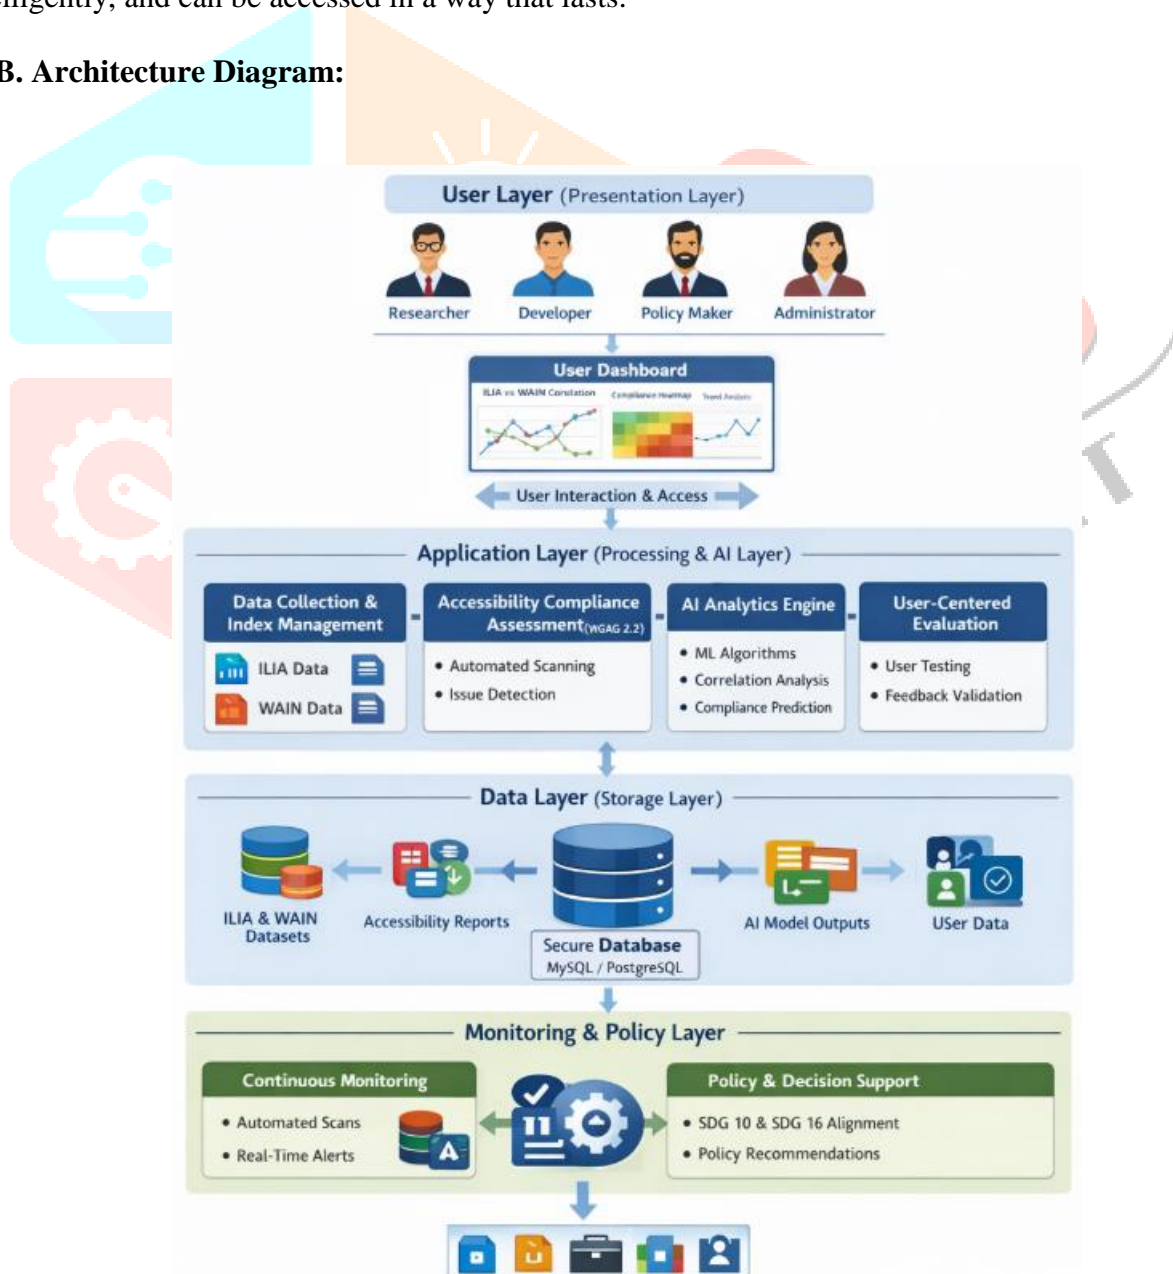 elligently, and can be accessed in a way that lasts.
B. Architecture Diagram:
User Layer (Presentation Layer)
Researcher Developer Policy Maker Administrator
User Dashboard
ILIA vs WAIN Correlation Compliance Heatmap Trend Analysis
User Interaction & Access
Application Layer (Processing & AI Layer)
Data Collection &
Index Management
ILIA Data
WAIN Data
Accessibility Compliance
Assessment (WGAG 2.2)
• Automated Scanning
• Issue Detection
AI Analytics Engine
• ML Algorithms
• Correlation Analysis
• Compliance Prediction
User-Centered
Evaluation
• User Testing
• Feedback Validation
Data Layer (Storage Layer)
ILIA & WAIN
Datasets
Accessibility Reports
Secure Database
MySQL / PostgreSQL
AI Model Outputs
USer Data
Monitoring & Policy Layer
Continuous Monitoring
• Automated Scans
• Real-Time Alerts
A
11
Policy & Decision Support
• SDG 10 & SDG 16 Alignment
• Policy Recommendations